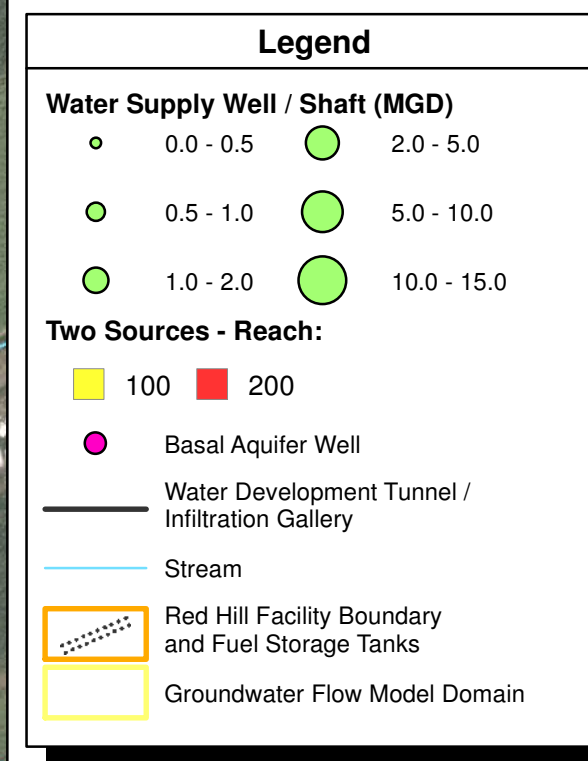 Legend
Water Supply Well / Shaft (MGD)
0.0 - 0.5 2.0 - 5.0
0.5 - 1.0 5.0 - 10.0
1.0 - 2.0 10.0 - 15.0
Two Sources - Reach:
100 200
Basal Aquifer Well
Water Development Tunnel /
Infiltration Gallery
Stream
Red Hill Facility Boundary
and Fuel Storage Tanks
Groundwater Flow Model Domain